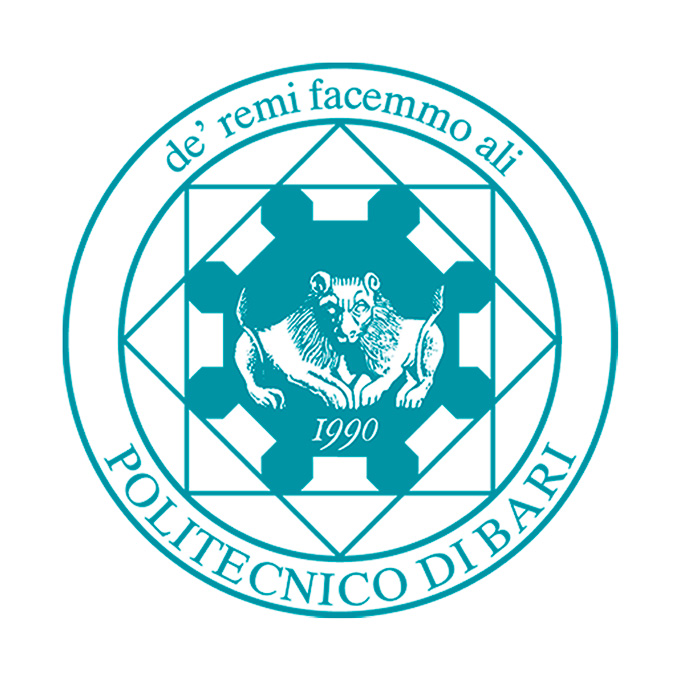 de' remi facemmo ali
1990
POLITECNICO DI BARI